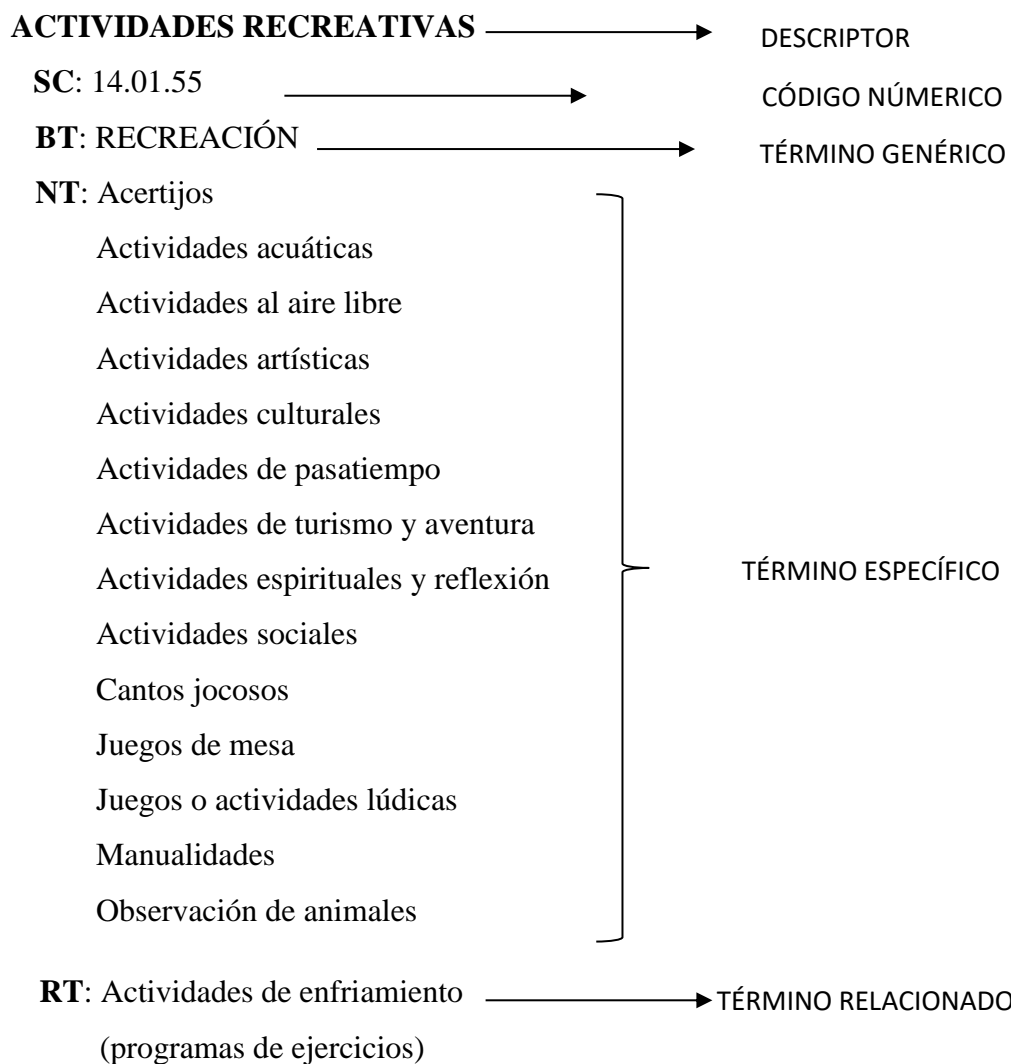 ACTIVIDADES RECREATIVAS DESCRIPTOR
SC: 14.01.55 CÓDIGO NÚMERICO
BT: RECREACIÓN TÉRMINO GENÉRICO
NT: Acertijos
Actividades acuáticas
Actividades al aire libre
Actividades artísticas
Actividades culturales
Actividades de pasatiempo
Actividades de turismo y aventura
Actividades espirituales y reflexión TÉRMINO ESPECÍFICO
Actividades sociales
Cantos jocosos
Juegos de mesa
Juegos o actividades lúdicas
Manualidades
Observación de animales
RT: Actividades de enfriamiento TÉRMINO RELACIONADO
(programas de ejercicios)